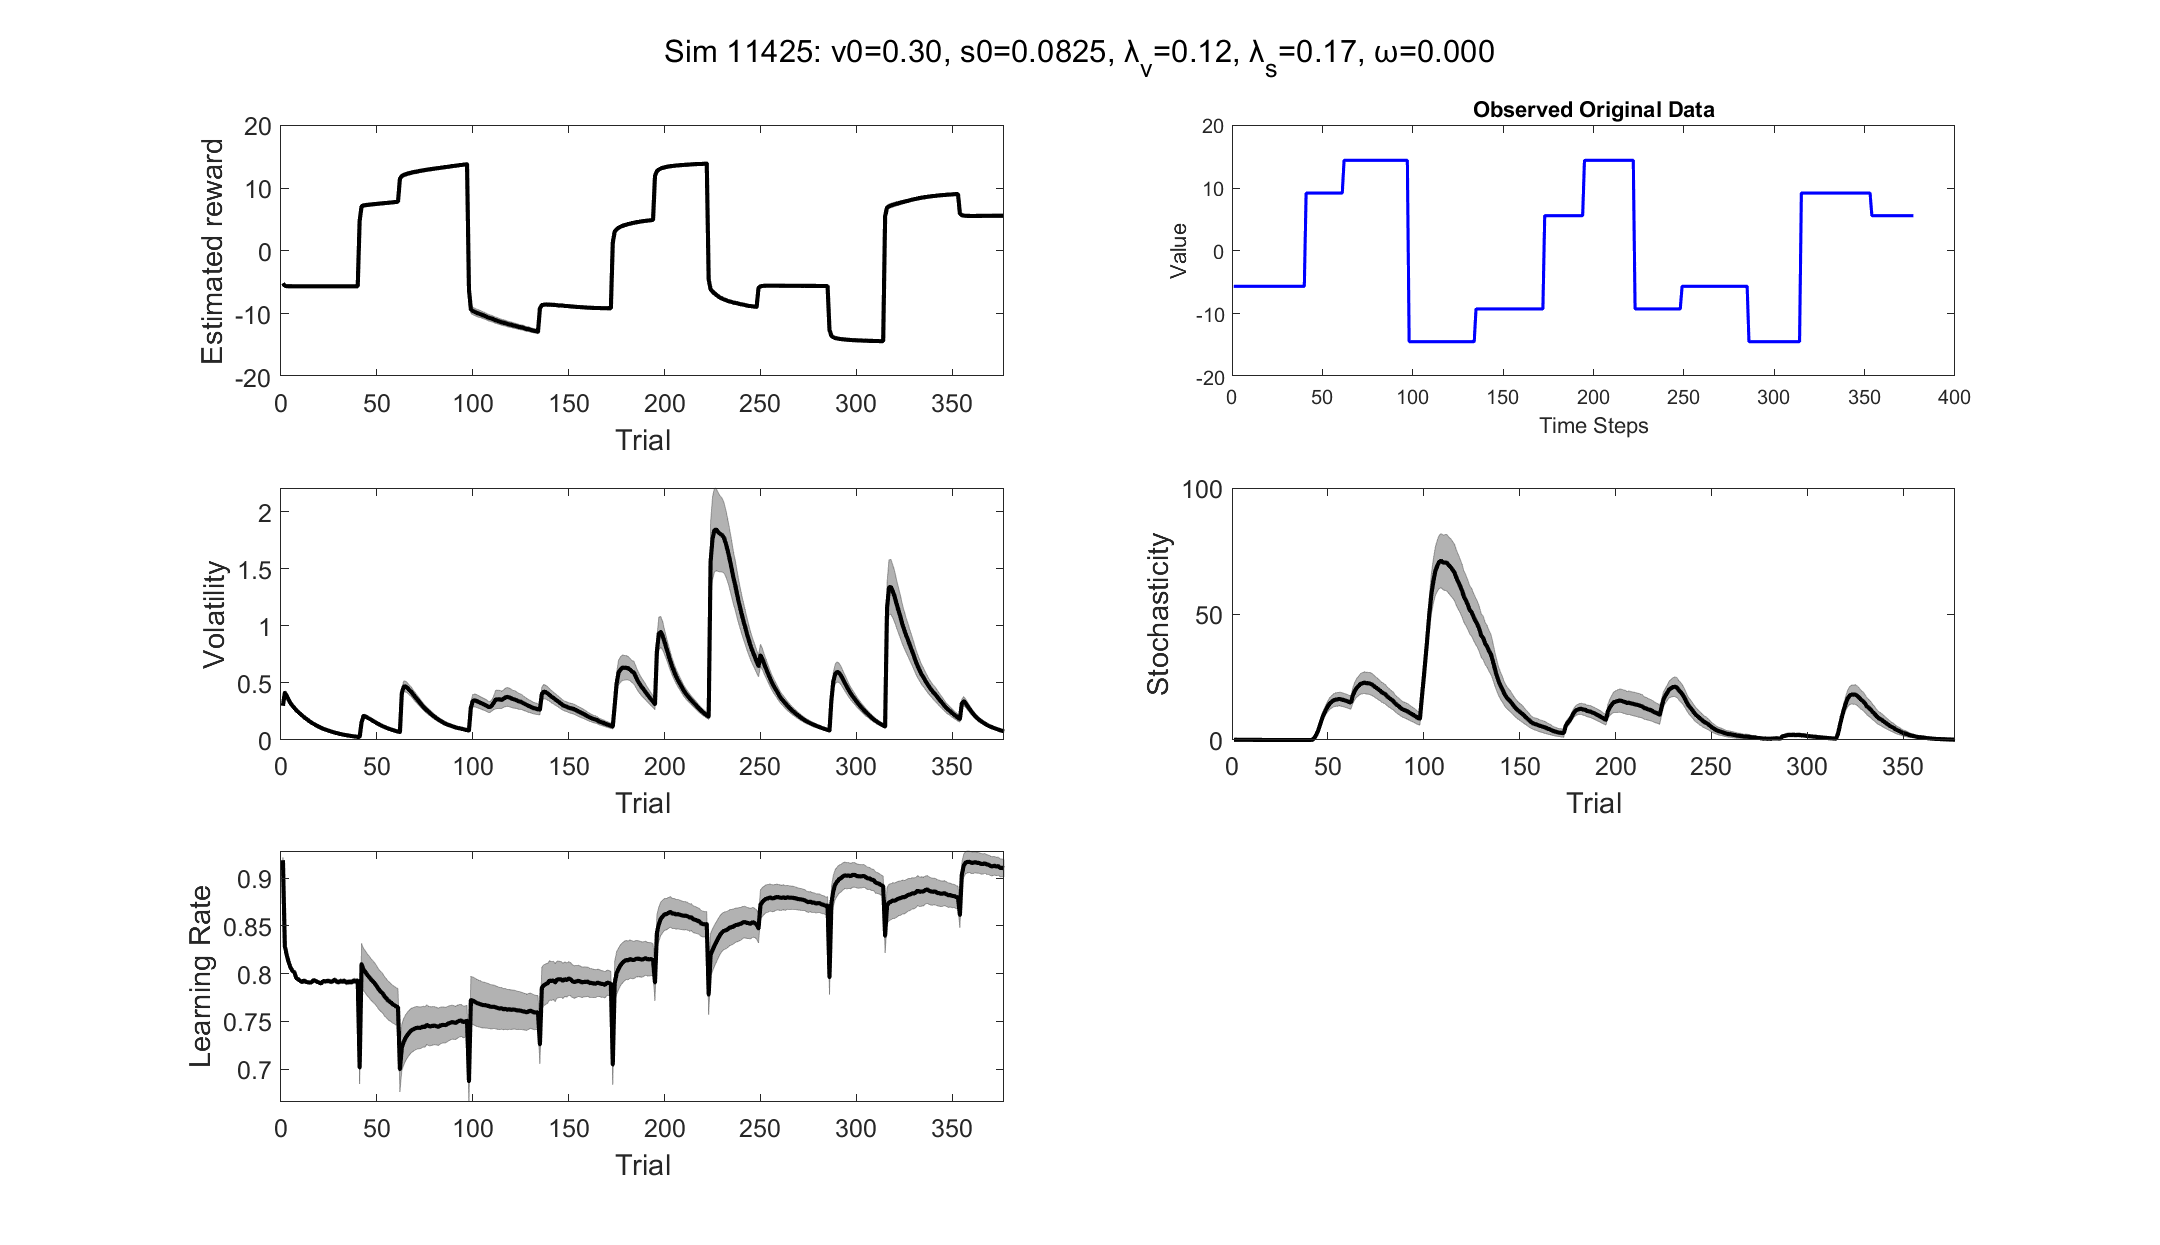 Sim 11425: v0=0.30, s0=0.0825, λ_v=0.12, λ_s=0.17, ω=0.000
Estimated reward
20
10
0
-10
-20
0 50 100 150 200 250 300 350
Trial
Observed Original Data
Value
20
10
0
-10
-20
0 50 100 150 200 250 300 350 400
Time Steps
Volatility
2
1.5
1
0.5
0
0 50 100 150 200 250 300 350
Trial
Stochasticity
100
50
0
0 50 100 150 200 250 300 350
Trial
Learning Rate
0.9
0.85
0.8
0.75
0.7
0 50 100 150 200 250 300 350
Trial